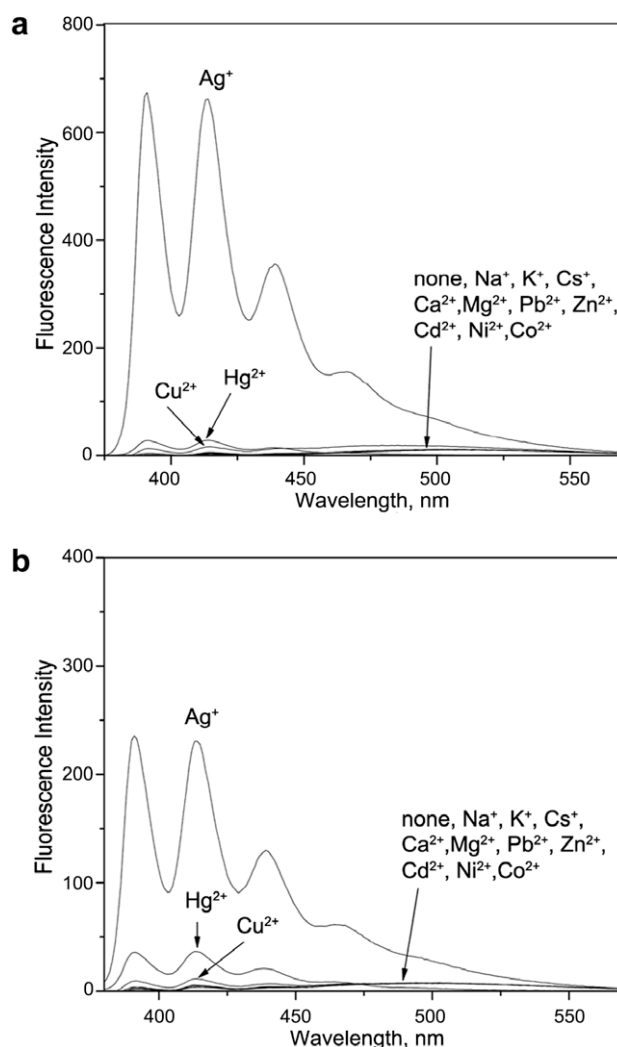 a
800
600
400
200
0
Fluorescence Intensity
Ag⁺
none, Na⁺, K⁺, Cs⁺,
Ca²⁺,Mg²⁺, Pb²⁺, Zn²⁺,
Cd²⁺, Ni²⁺,Co²⁺
Cu²⁺
Hg²⁺
400 450 500 550
Wavelength, nm
b
400
300
200
100
0
Fluorescence Intensity
Ag⁺
none, Na⁺, K⁺, Cs⁺,
Ca²⁺,Mg²⁺, Pb²⁺, Zn²⁺,
Cd²⁺, Ni²⁺,Co²⁺
Hg²⁺
Cu²⁺
400 450 500 550
Wavelength, nm